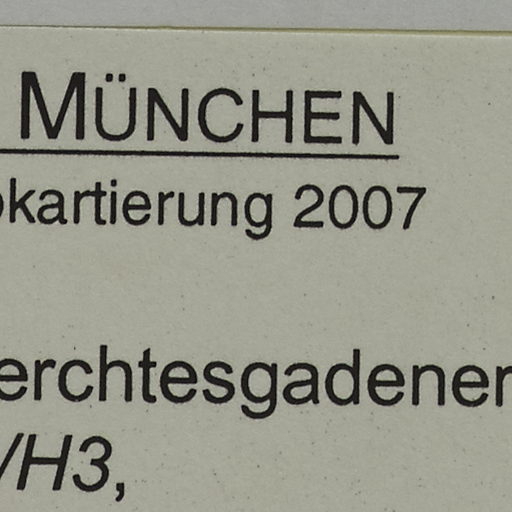 MÜNCHEN
okartierung 2007
erchtesgadener
/H3,